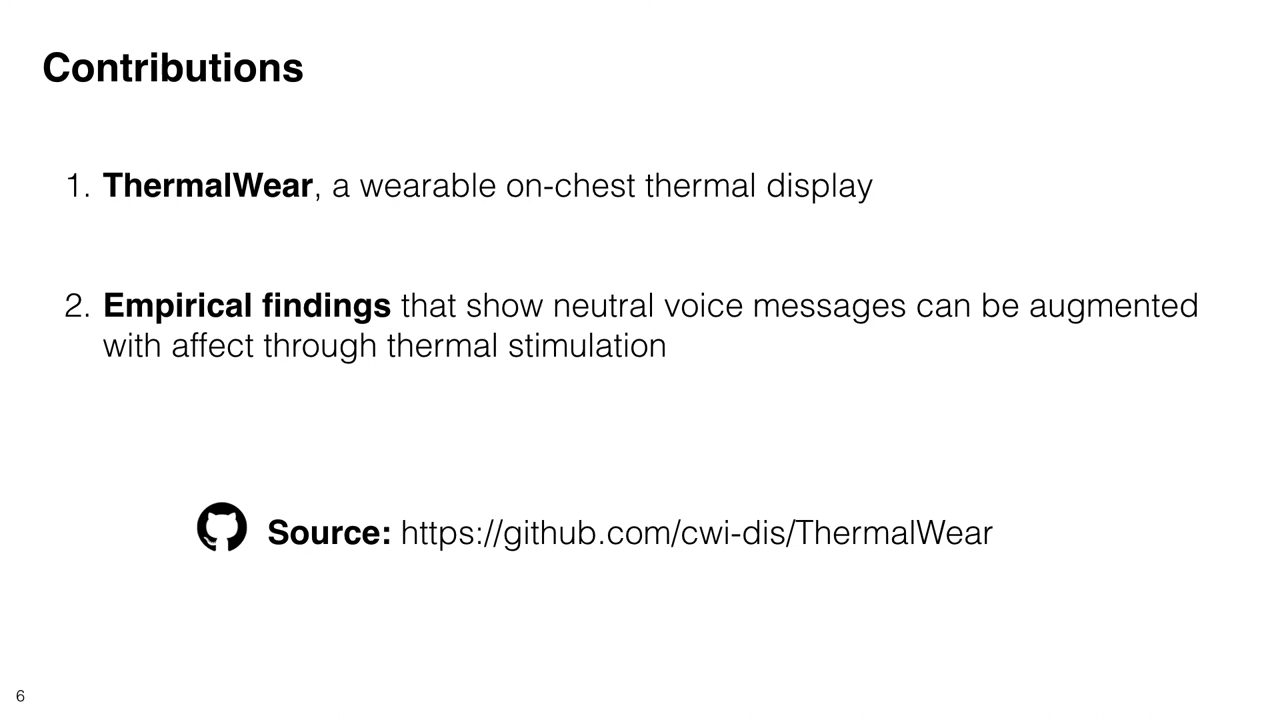 Contributions
1. ThermalWear, a wearable on-chest thermal display
2. Empirical findings that show neutral voice messages can be augmented
with affect through thermal stimulation
Source: https://github.com/cwi-dis/ThermalWear
6